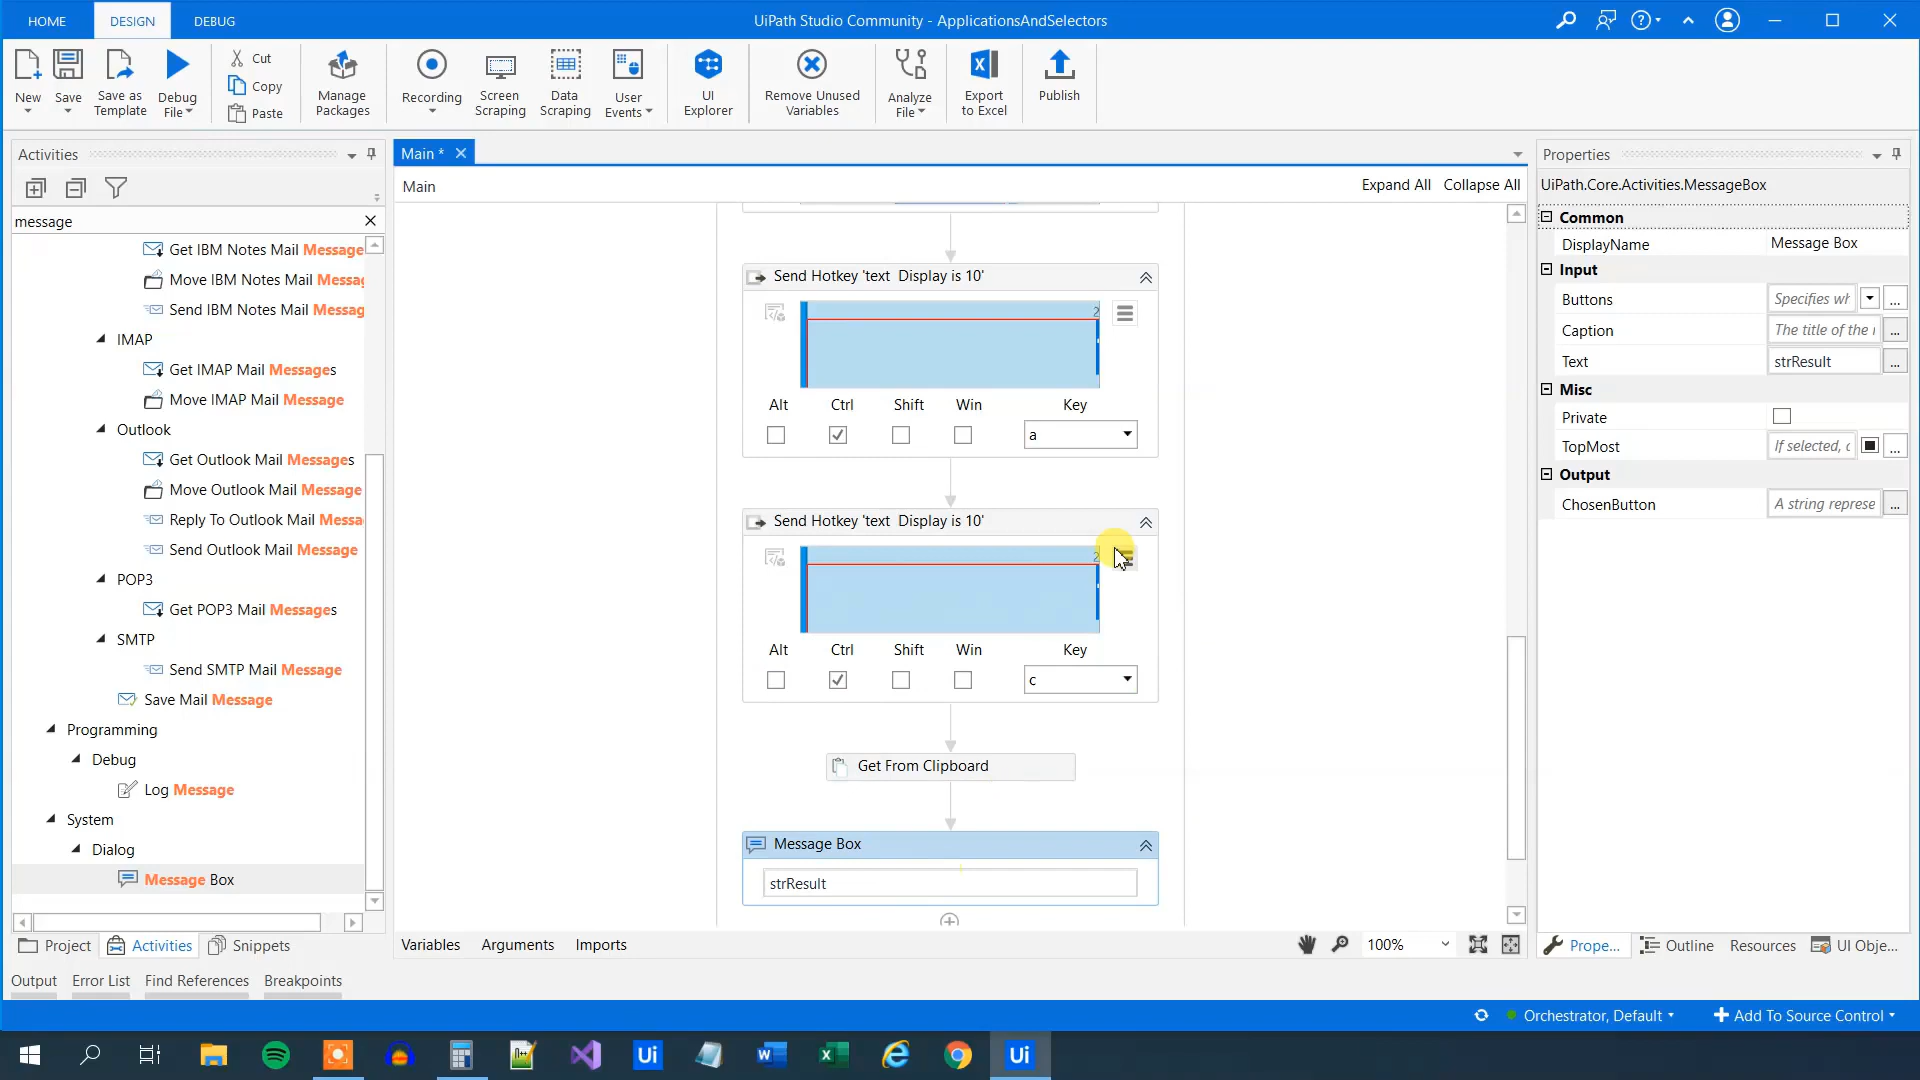 HOME
DESIGN
DEBUG
UiPath Studio Community - ApplicationsAndSelectors
New
Save
Save as Template
Debug File
Cut
Copy
Paste
Manage Packages
Recording
Screen Scraping
Data Scraping
User Events
UI Explorer
Remove Unused Variables
Analyze File
Export to Excel
Publish
Activities
message
Get IBM Notes Mail Message
Move IBM Notes Mail Messag
Send IBM Notes Mail Messag
IMAP
Get IMAP Mail Messages
Move IMAP Mail Message
Outlook
Get Outlook Mail Messages
Move Outlook Mail Message
Reply To Outlook Mail Messa
Send Outlook Mail Message
POP3
Get POP3 Mail Messages
SMTP
Send SMTP Mail Message
Save Mail Message
Programming
Debug
Log Message
System
Dialog
Message Box
Project
Activities
Snippets
Main *
Main
Expand All
Collapse All
Send Hotkey 'text Display is 10'
2
Alt Ctrl Shift Win Key
a
Send Hotkey 'text Display is 10'
2
Alt Ctrl Shift Win Key
c
Get From Clipboard
Message Box
strResult
Variables
Arguments
Imports
100%
Properties
UiPath.Core.Activities.MessageBox
Common
DisplayName Message Box
Input
Buttons Specifies wh ...
Caption The title of the ...
Text strResult ...
Misc
Private
TopMost If selected, c ...
Output
ChosenButton A string represe ...
Prope...
Outline
Resources
UI Obje...
Output
Error List
Find References
Breakpoints
Orchestrator, Default
Add To Source Control
Ui
Ui